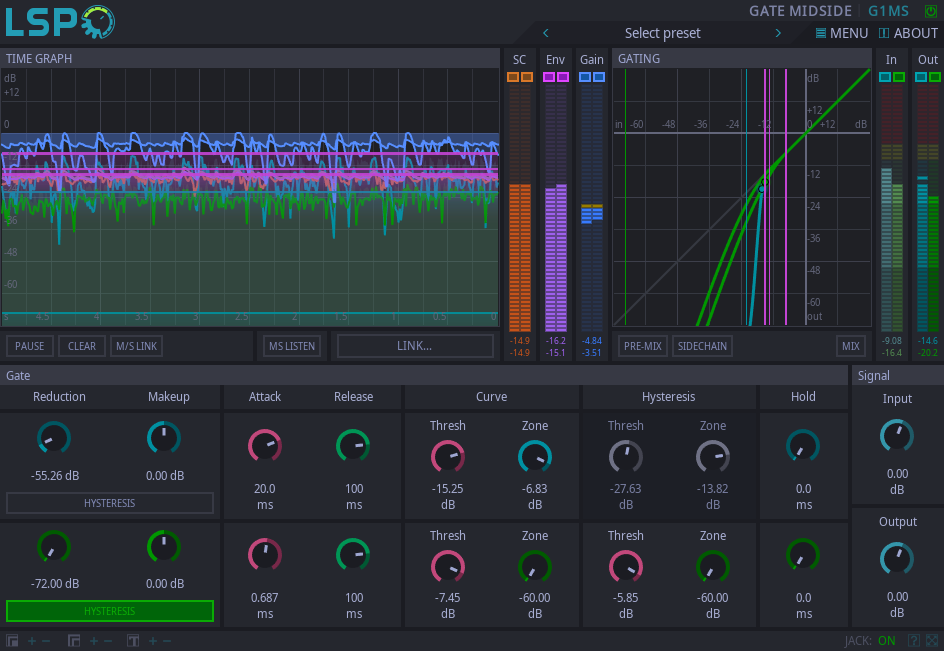 LSP
GATE MIDSIDE G1MS
Select preset
MENU ABOUT
TIME GRAPH SC Env Gain GATING In Out
dB
+12
0
-36
-48
-60
s 4.5 4 3.5 3 2.5 2 1.5 1 0.5 0
dB
+12
in -60 -48 -36 -24 -12 0 +12 dB
-12
-24
-36
-48
-60
out
PAUSE CLEAR M/S LINK MS LISTEN LINK... PRE-MIX SIDECHAIN MIX
-14.9 -16.2 -4.84 -9.08 -14.6
-14.9 -15.1 -3.51 -16.4 -20.2
Gate Signal
Reduction Makeup Attack Release Curve Hysteresis Hold Input
Thresh Zone Thresh Zone
-55.26 dB 0.00 dB 20.0 100 -15.25 -6.83 -27.63 -13.82 0.0 0.00
ms ms dB dB dB dB ms dB
HYSTERESIS
Output
Thresh Zone Thresh Zone
-72.00 dB 0.00 dB 0.687 100 -7.45 -60.00 -5.85 -60.00 0.0 0.00
ms ms dB dB dB dB ms dB
HYSTERESIS
+ - + - T + - JACK: ON ?